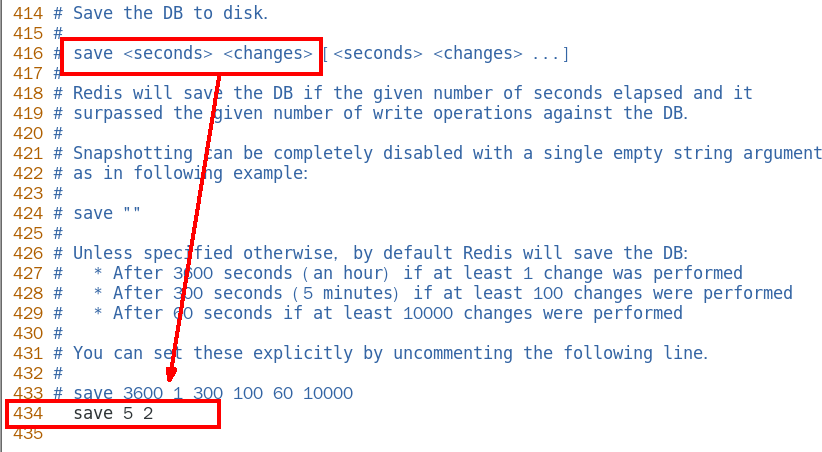 414 # Save the DB to disk.
415 #
416 # save <seconds> <changes> [<seconds> <changes> ...]
417 #
418 # Redis will save the DB if the given number of seconds elapsed and it
419 # surpassed the given number of write operations against the DB.
420 #
421 # Snapshotting can be completely disabled with a single empty string argument
422 # as in following example:
423 #
424 # save ""
425 #
426 # Unless specified otherwise, by default Redis will save the DB:
427 #   * After 3600 seconds (an hour) if at least 1 change was performed
428 #   * After 300 seconds (5 minutes) if at least 100 changes were performed
429 #   * After 60 seconds if at least 10000 changes were performed
430 #
431 # You can set these explicitly by uncommenting the following line.
432 #
433 # save 3600 1 300 100 60 10000
434   save 5 2
435